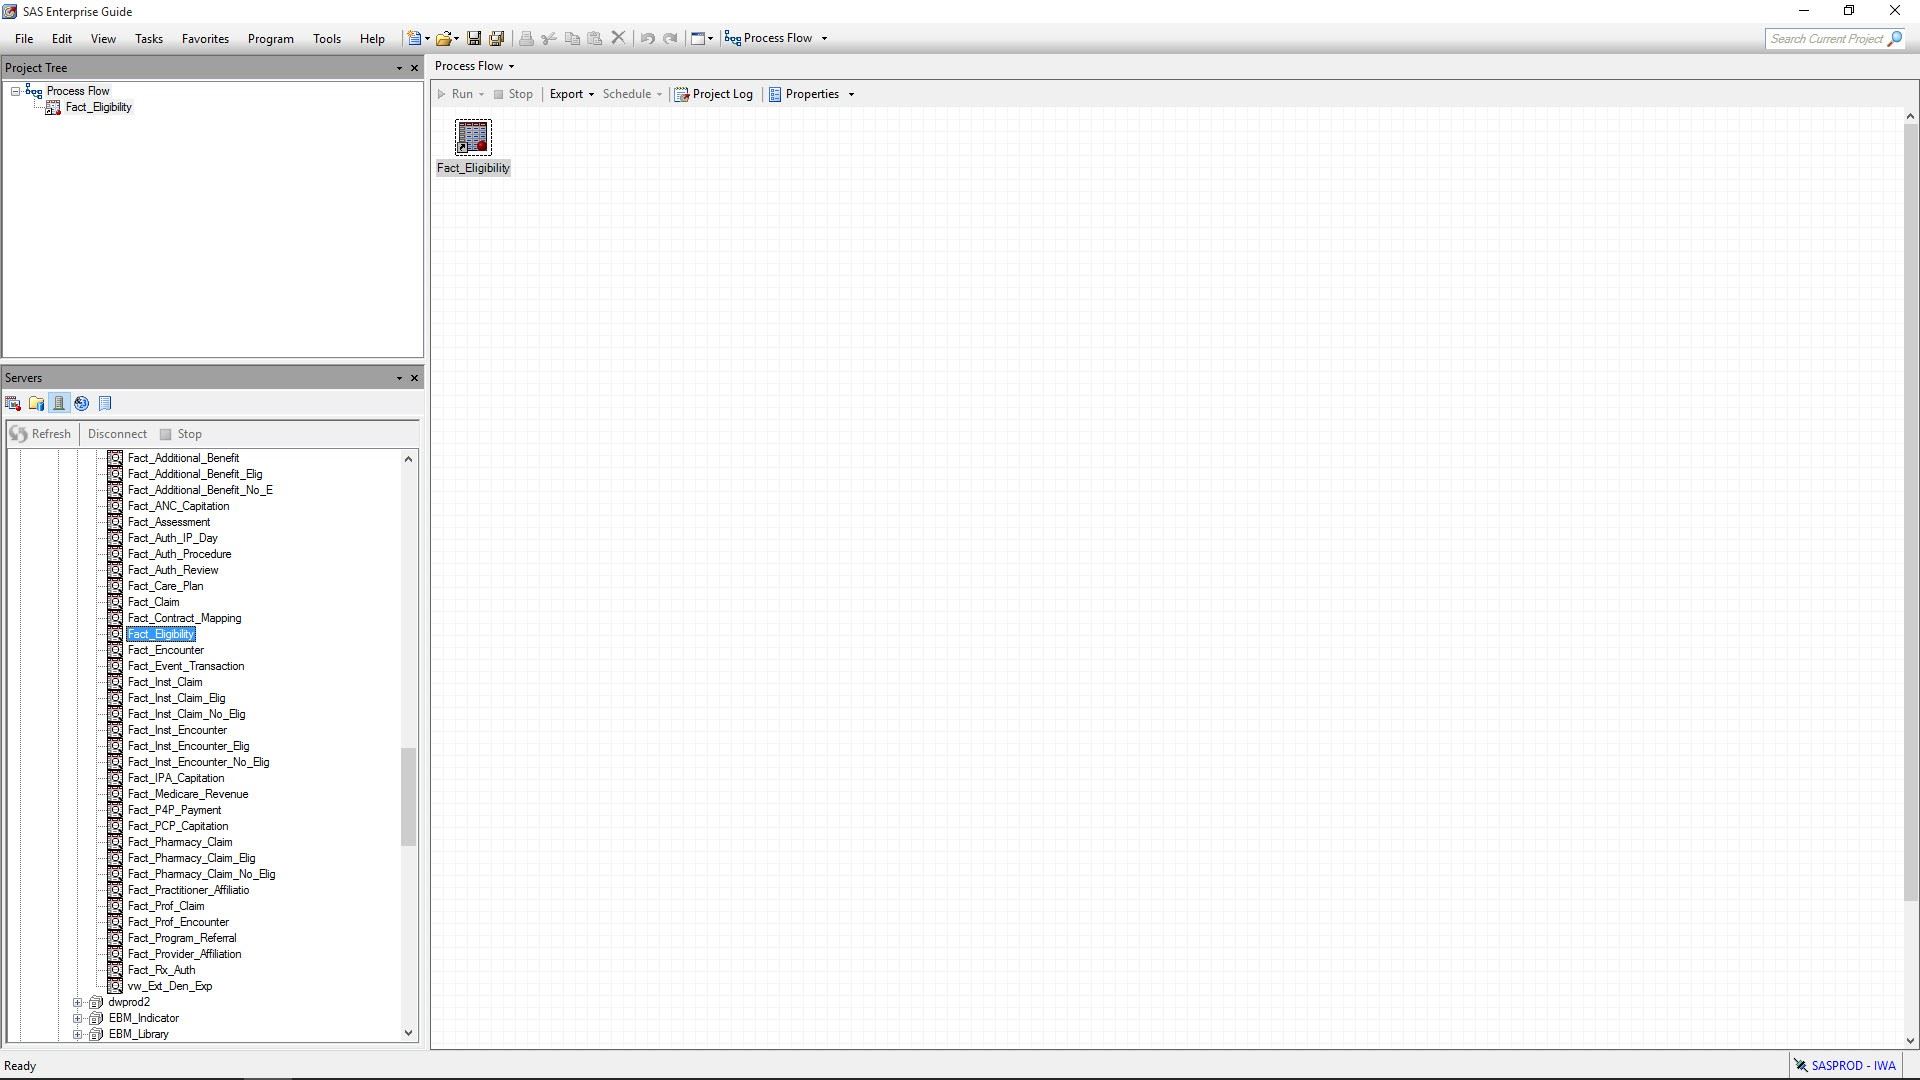 SAS Enterprise Guide
File Edit View Tasks Favorites Program Tools Help Process Flow Search Current Project
Project Tree
Process Flow
Fact_Eligibility
Process Flow
Run Stop Export Schedule Project Log Properties
Fact_Eligibility
Servers
Refresh Disconnect Stop
Fact_Additional_Benefit
Fact_Additional_Benefit_Elig
Fact_Additional_Benefit_No_E
Fact_ANC_Capitation
Fact_Assessment
Fact_Auth_IP_Day
Fact_Auth_Procedure
Fact_Auth_Review
Fact_Care_Plan
Fact_Claim
Fact_Contract_Mapping
Fact_Eligibility
Fact_Encounter
Fact_Event_Transaction
Fact_Inst_Claim
Fact_Inst_Claim_Elig
Fact_Inst_Claim_No_Elig
Fact_Inst_Encounter
Fact_Inst_Encounter_Elig
Fact_Inst_Encounter_No_Elig
Fact_IPA_Capitation
Fact_Medicare_Revenue
Fact_P4P_Payment
Fact_PCP_Capitation
Fact_Pharmacy_Claim
Fact_Pharmacy_Claim_Elig
Fact_Pharmacy_Claim_No_Elig
Fact_Practitioner_Affiliatio
Fact_Prof_Claim
Fact_Prof_Encounter
Fact_Program_Referral
Fact_Provider_Affiliation
Fact_Rx_Auth
vw_Ext_Den_Exp
dwprod2
EBM_Indicator
EBM_Library
Ready
SASPROD - IWA